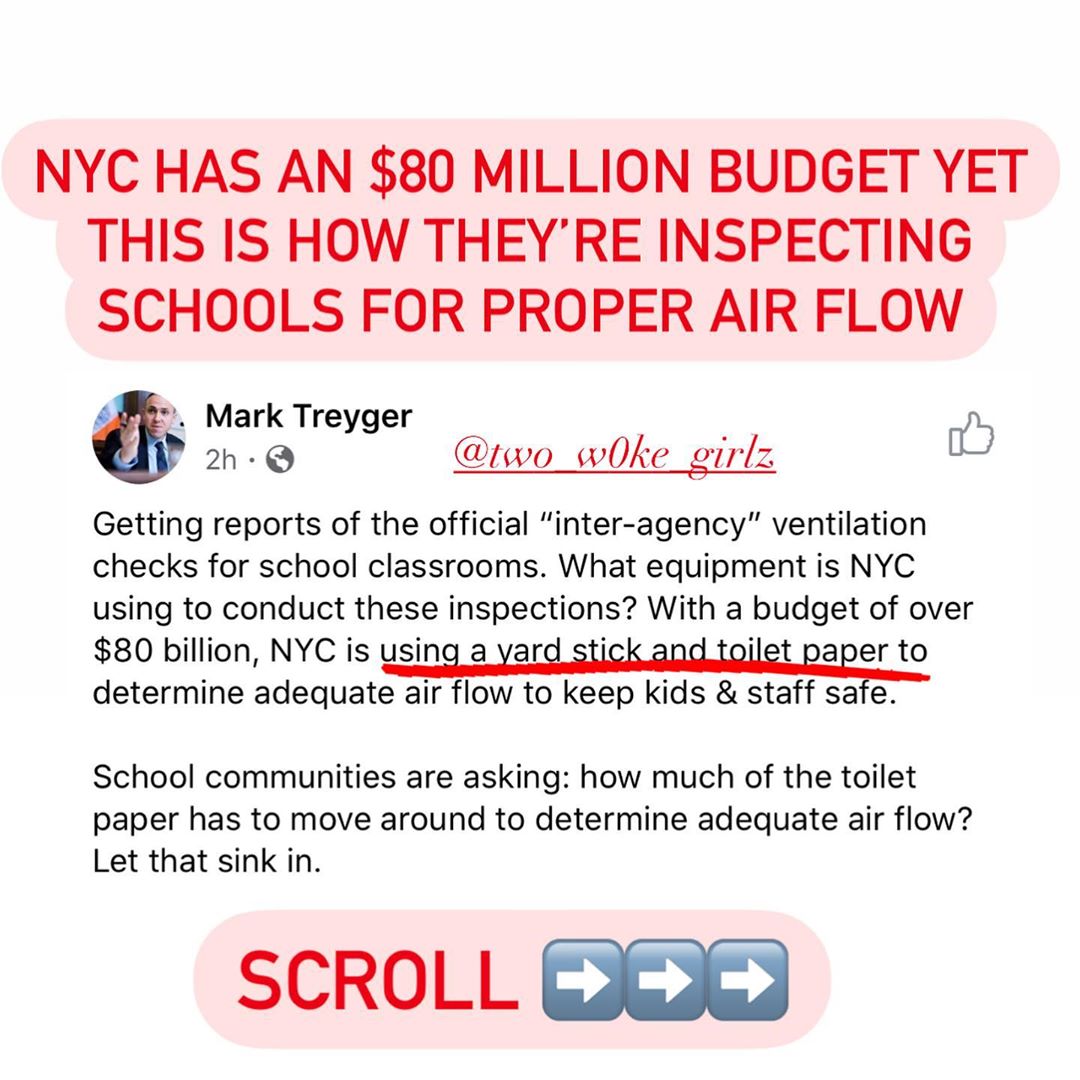 NYC HAS AN $80 MILLION BUDGET YET
THIS IS HOW THEY'RE INSPECTING
SCHOOLS FOR PROPER AIR FLOW
Mark Treyger
2h ·
@two_w0ke_girlz
Getting reports of the official “inter-agency” ventilation
checks for school classrooms. What equipment is NYC
using to conduct these inspections? With a budget of over
$80 billion, NYC is using a yard stick and toilet paper to
determine adequate air flow to keep kids & staff safe.
School communities are asking: how much of the toilet
paper has to move around to determine adequate air flow?
Let that sink in.
SCROLL ➡️➡️➡️